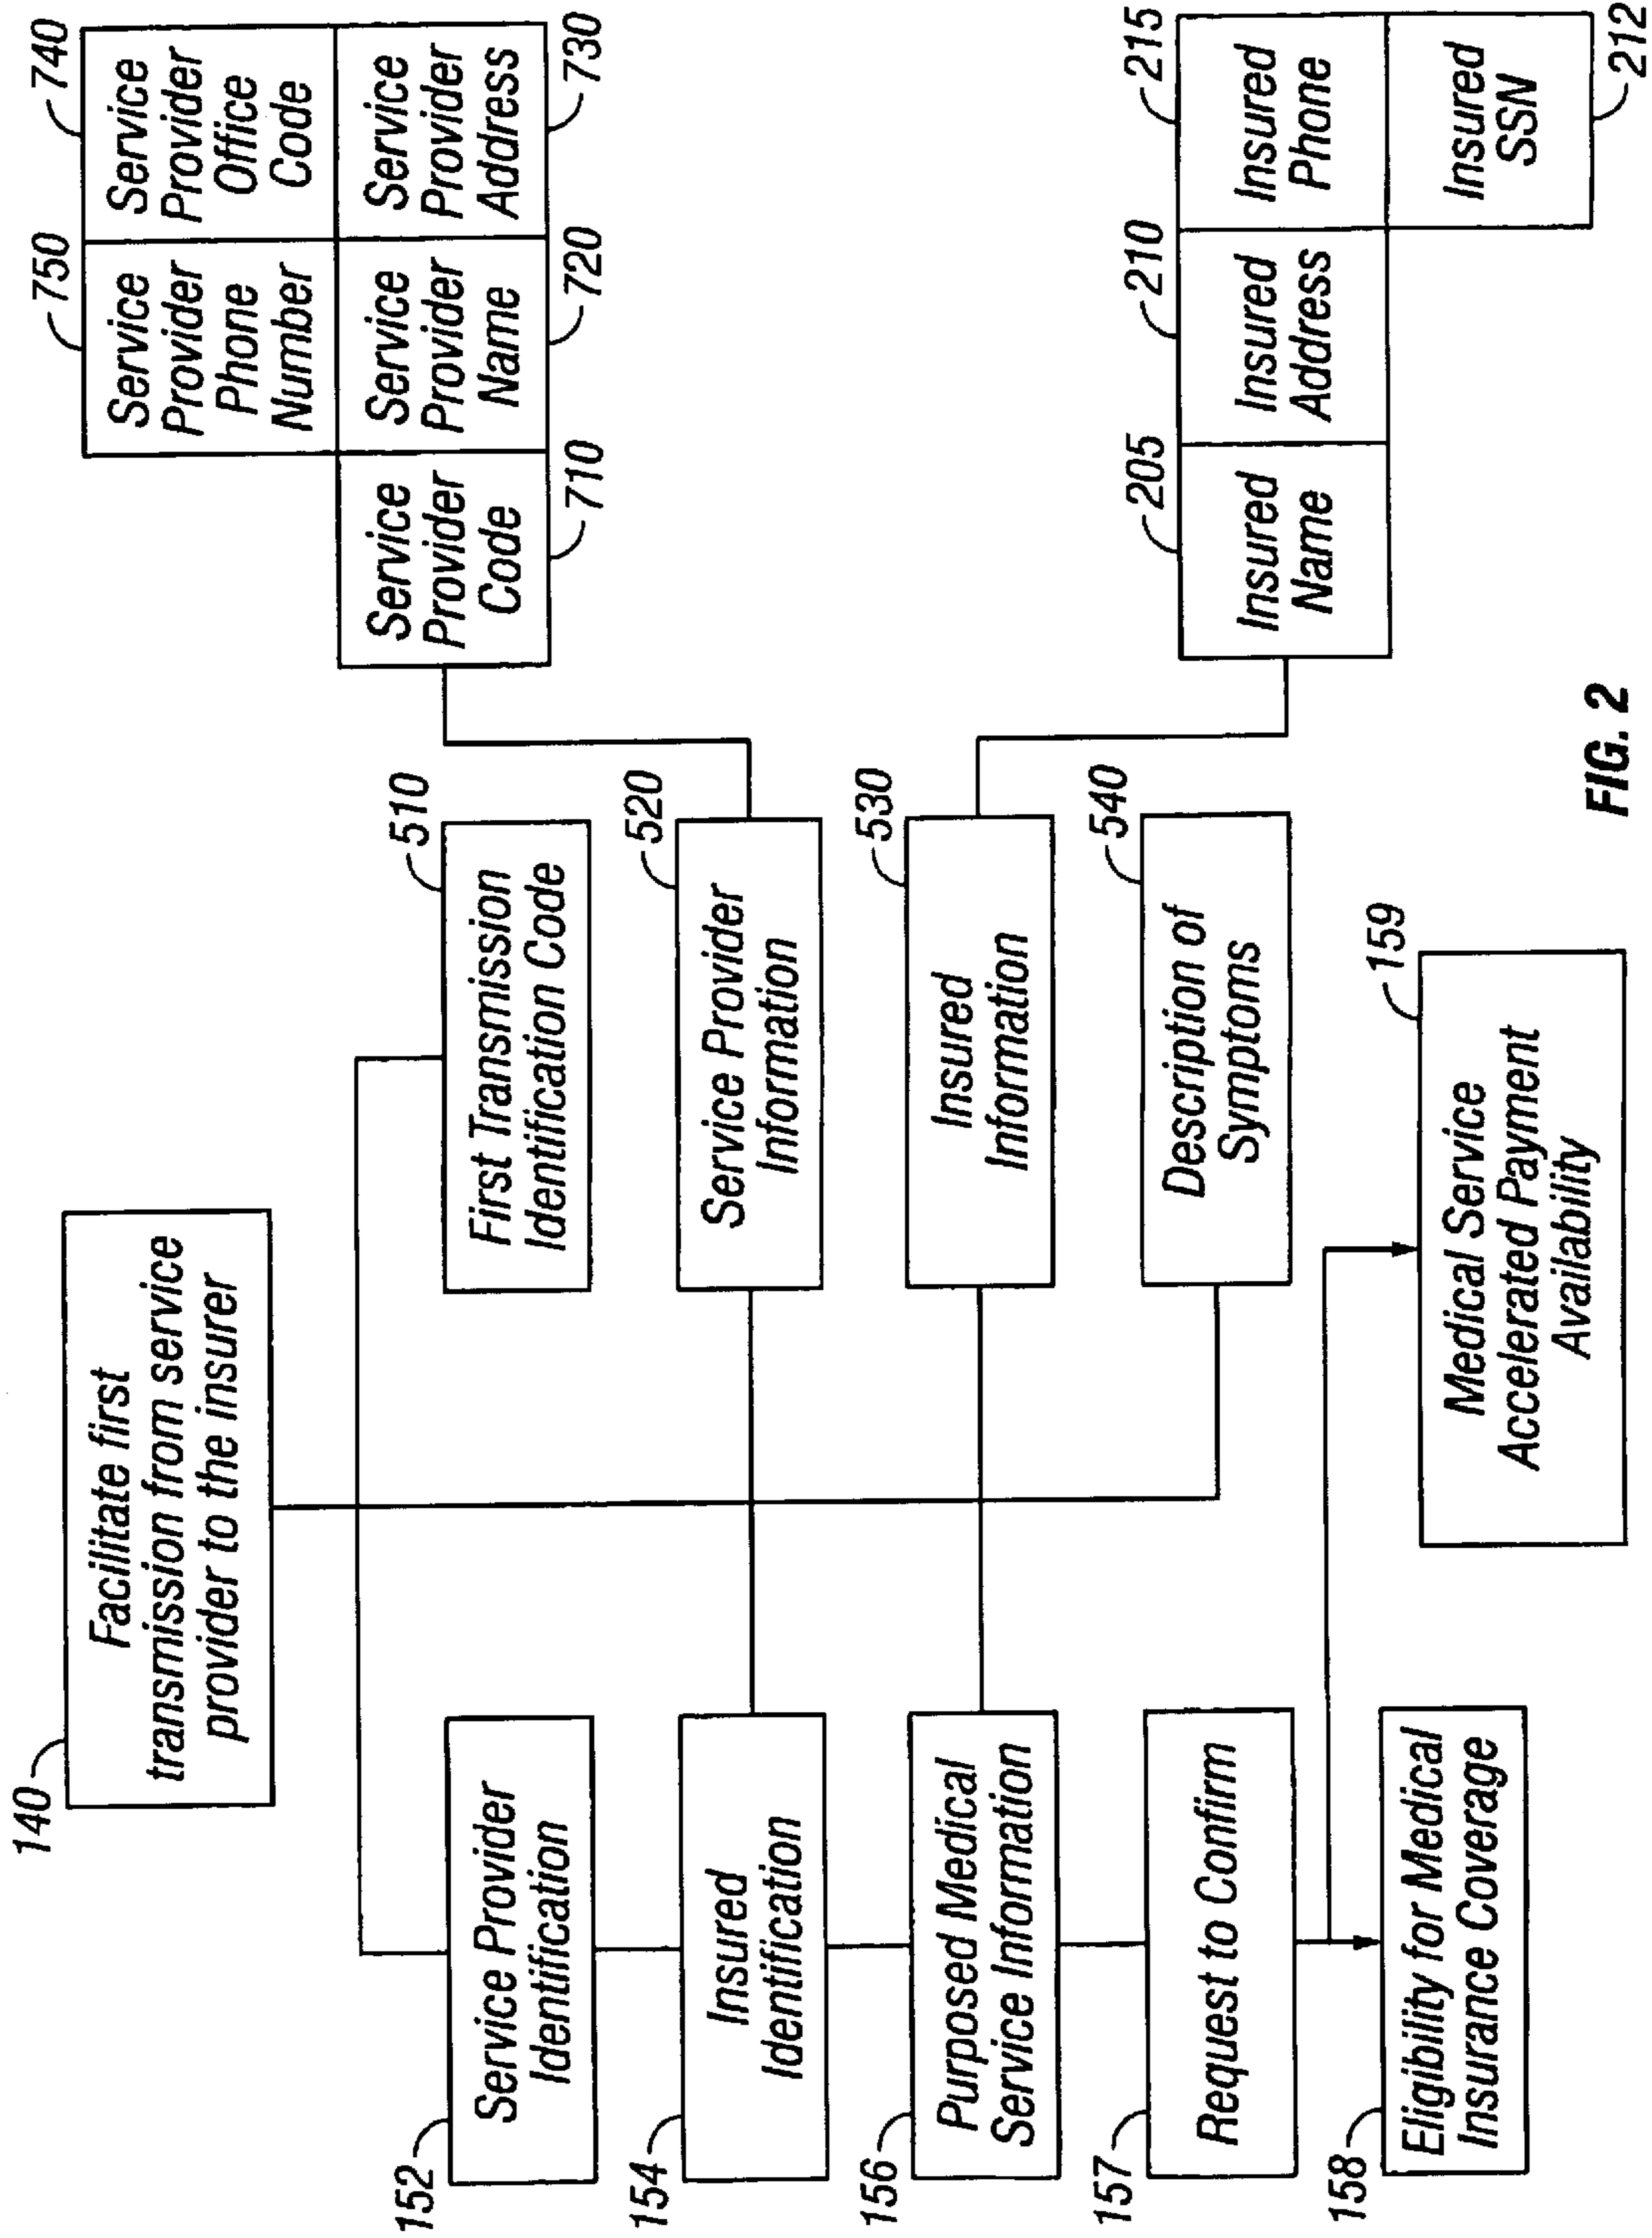 140
Facilitate first
transmission from service
provider to the insurer
152
Service Provider
Identification
154
Insured
Identification
156
Purposed Medical
Service Information
157
Request to Confirm
158
Eligibility for Medical
Insurance Coverage
159
Medical Service
Accelerated Payment
Availability
510
First Transmission
Identification Code
520
Service Provider
Information
530
Insured
Information
540
Description of
Symptoms
750
Service
Provider
Phone
Number
740
Service
Provider
Office
Code
Service
Provider
Code
710
Service
Provider
Name
720
Service
Provider
Address
730
205
Insured
Name
210
Insured
Address
215
Insured
Phone
Insured
SSN
212
FIG. 2